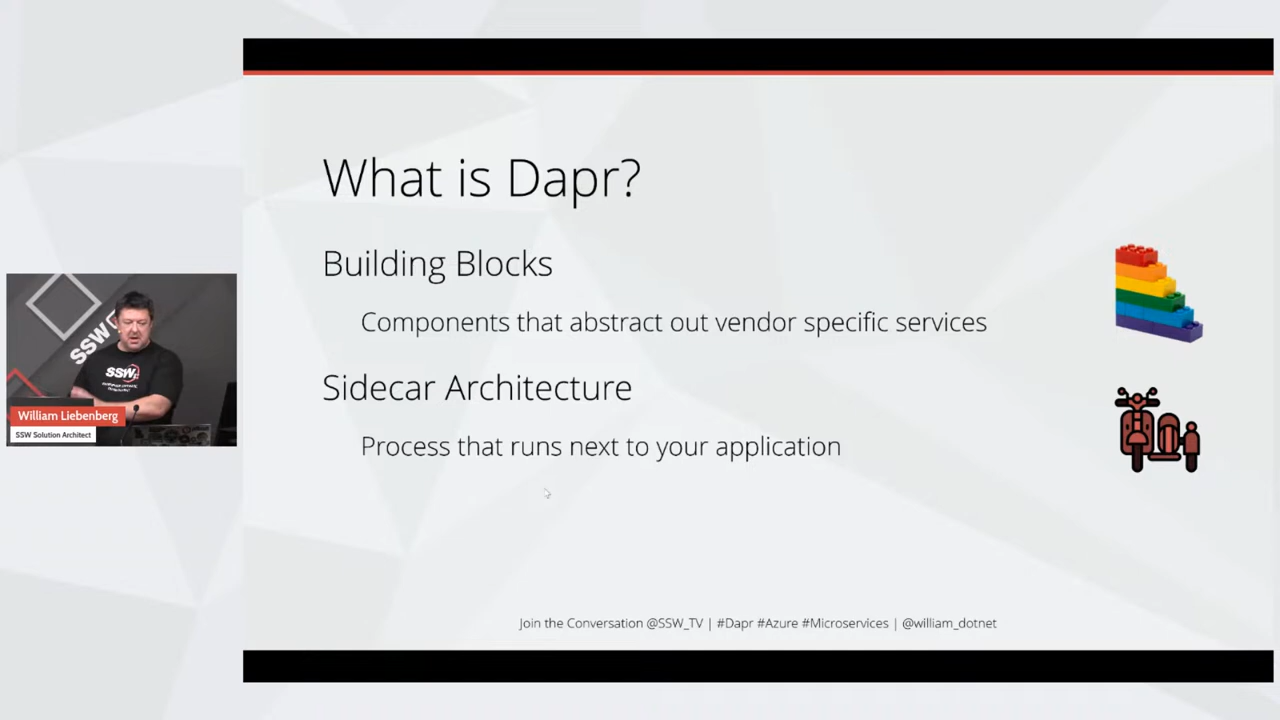 What is Dapr?
Building Blocks
Components that abstract out vendor specific services
Sidecar Architecture
Process that runs next to your application
SSW
SSW
William Liebenberg
SSW Solution Architect
Join the Conversation @SSW_TV | #Dapr #Azure #Microservices | @william_dotnet